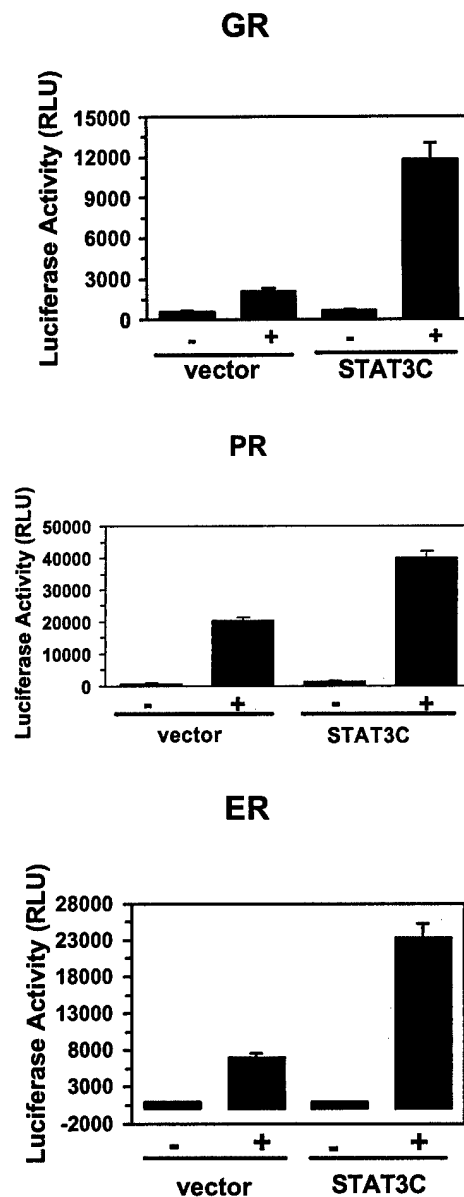 GR
Luciferase Activity (RLU)
15000
12000
9000
6000
3000
0
- + - +
vector STAT3C
PR
Luciferase Activity (RLU)
50000
40000
30000
20000
10000
0
- + - +
vector STAT3C
ER
Luciferase Activity (RLU)
28000
23000
18000
13000
8000
3000
-2000
- + - +
vector STAT3C